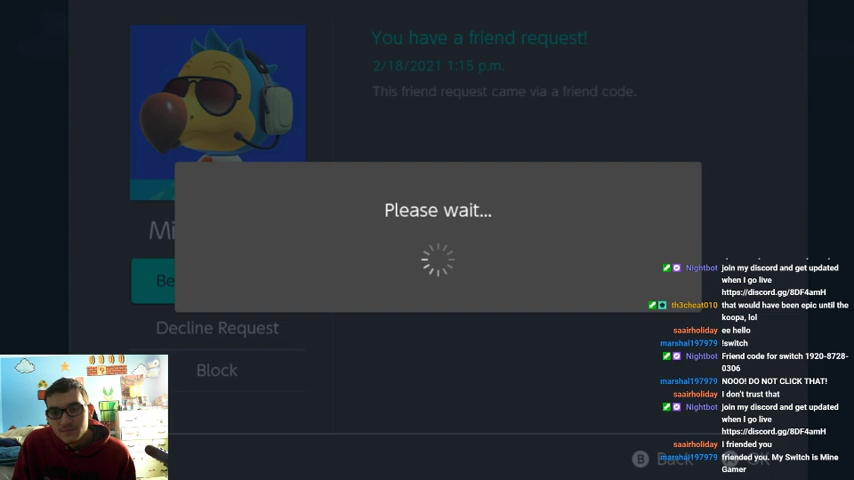 You have a friend request!
2/18/2021 1:15 p.m.
This friend request came via a friend code.
Please wait...
Mi
Be
Decline Request
Block
Back
OK
Nightbot join my discord and get updated
when I go live
https://discord.gg/8DF4amH
th3cheat010 that would have been epic until the
koopa, lol
saairholiday ee hello
marshal197979 !switch
Nightbot Friend code for switch 1920-8728-
0306
marshal197979 NOOO! DO NOT CLICK THAT!
saairholiday I don't trust that
Nightbot join my discord and get updated
when I go live
https://discord.gg/8DF4amH
saairholiday I friended you
marshal197979 friended you. My Switch is Mine
Gamer